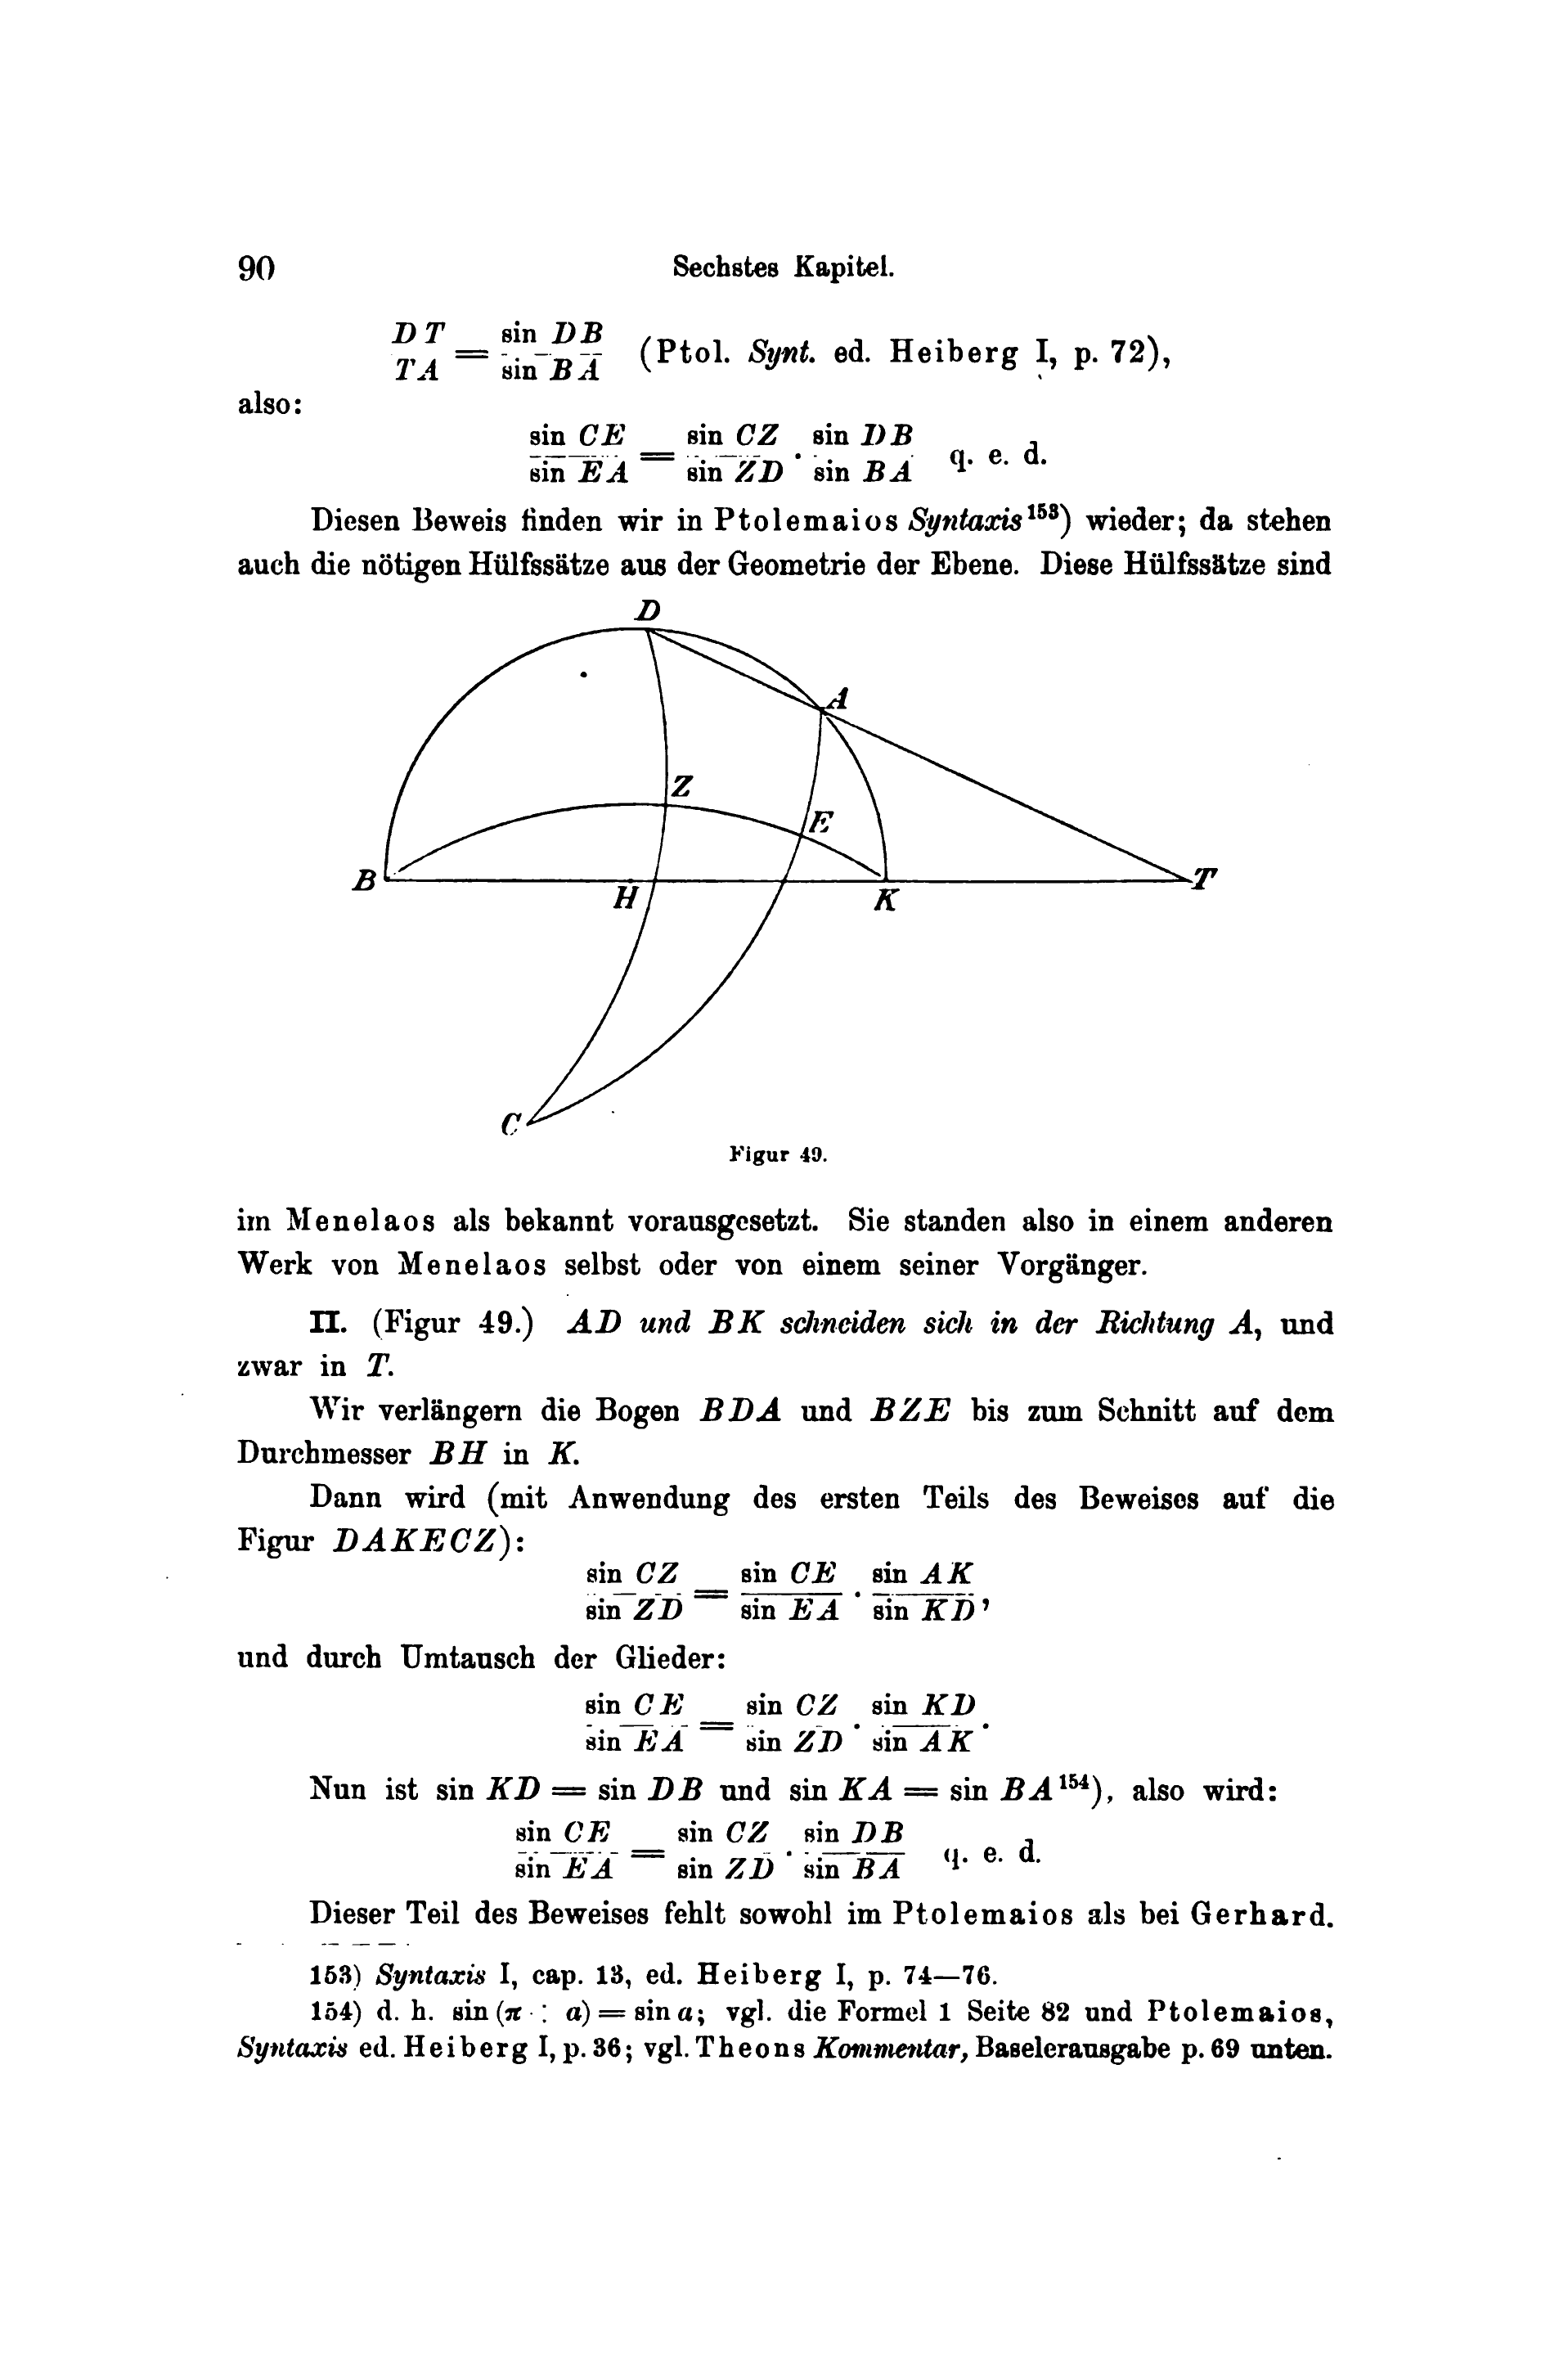 90 Sechstes Kapitel.
DT/TA = sin DB/sin BA (Ptol. Synt. ed. Heiberg I, p. 72),
also:
sin CE/sin EA = sin CZ/sin ZD · sin DB/sin BA q. e. d.
Diesen Beweis finden wir in Ptolemaios Syntaxis¹⁵³) wieder; da stehen
auch die nötigen Hülfssätze aus der Geometrie der Ebene. Diese Hülfssätze sind
D
A
Z
E
B
H
K
T
C
Figur 49.
im Menelaos als bekannt vorausgesetzt. Sie standen also in einem anderen
Werk von Menelaos selbst oder von einem seiner Vorgänger.
II. (Figur 49.) AD und BK schneiden sich in der Richtung A, und
zwar in T.
Wir verlängern die Bogen BDA und BZE bis zum Schnitt auf dem
Durchmesser BH in K.
Dann wird (mit Anwendung des ersten Teils des Beweises auf die
Figur DAKECZ):
sin CZ/sin ZD = sin CE/sin EA · sin AK/sin KD,
und durch Umtausch der Glieder:
sin CE/sin EA = sin CZ/sin ZD · sin KD/sin AK.
Nun ist sin KD = sin DB und sin KA = sin BA¹⁵⁴), also wird:
sin CE/sin EA = sin CZ/sin ZD · sin DB/sin BA q. e. d.
Dieser Teil des Beweises fehlt sowohl im Ptolemaios als bei Gerhard.
153) Syntaxis I, cap. 13, ed. Heiberg I, p. 74—76.
154) d. h. sin (π ÷ a) = sin a; vgl. die Formel 1 Seite 82 und Ptolemaios,
Syntaxis ed. Heiberg I, p. 36; vgl. Theons Kommentar, Baselerausgabe p. 69 unten.